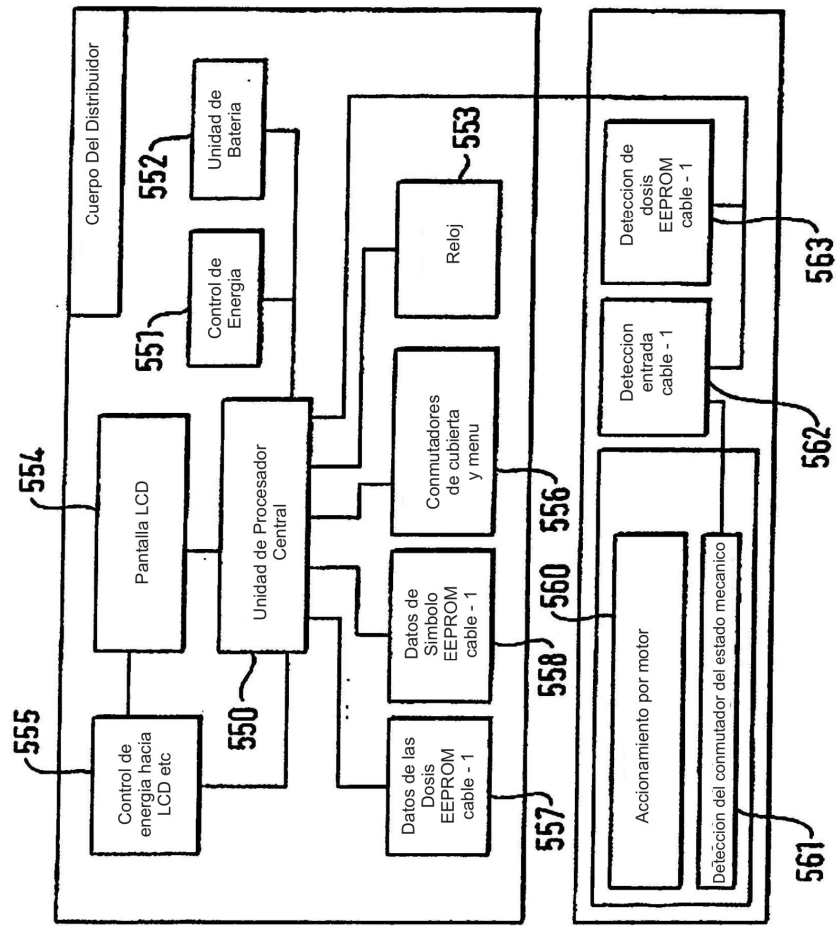 Cuerpo Del Distribuidor
555
Control de
energia hacia
LCD etc
554
Pantalla LCD
551
Control de
Energia
552
Unidad de
Bateria
550
Unidad de Procesador
Central
557
Datos de las
Dosis
EEPROM
cable - 1
558
Datos de
Simbolo
EEPROM
cable - 1
556
Conmutadores
de cubierta
y menu
553
Reloj
560
Accionamiento por motor
561
Detección del conmutador del estado mecanico
562
Deteccion
entrada
cable - 1
563
Deteccion de
dosis
EEPROM
cable - 1